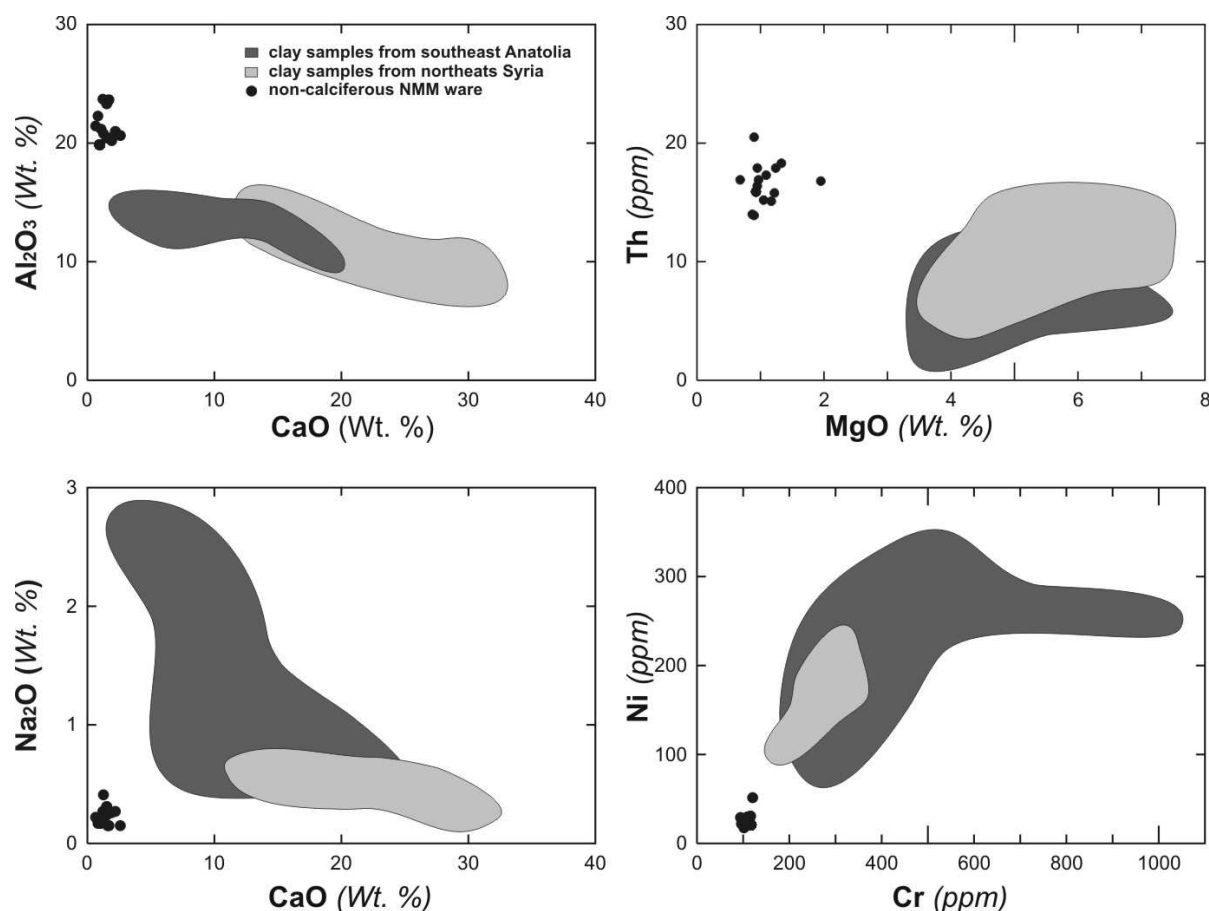 30
20
10
0
Al₂O₃ (Wt. %)
clay samples from southeast Anatolia
clay samples from northeats Syria
non-calciferous NMM ware
0 10 20 30 40
CaO (Wt. %)
30
20
10
0
Th (ppm)
0 2 4 6 8
MgO (Wt. %)
3
2
1
0
Na₂O (Wt. %)
0 10 20 30 40
CaO (Wt. %)
400
300
200
100
0
Ni (ppm)
0 200 400 600 800 1000
Cr (ppm)